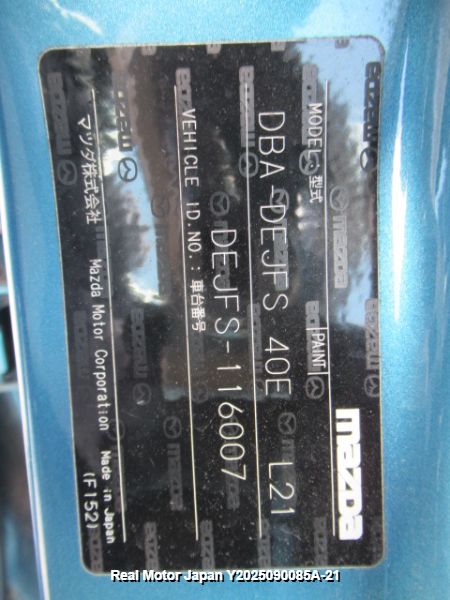 mazda
MODEL : 型式 PAINT
DBA-DEJFS 40E L21
VEHICLE ID.NO. : 車台番号
DEJFS-116007
マツダ株式会社 Mazda Motor Corporation Made in Japan
(F152)
Real Motor Japan Y2025090085A-21